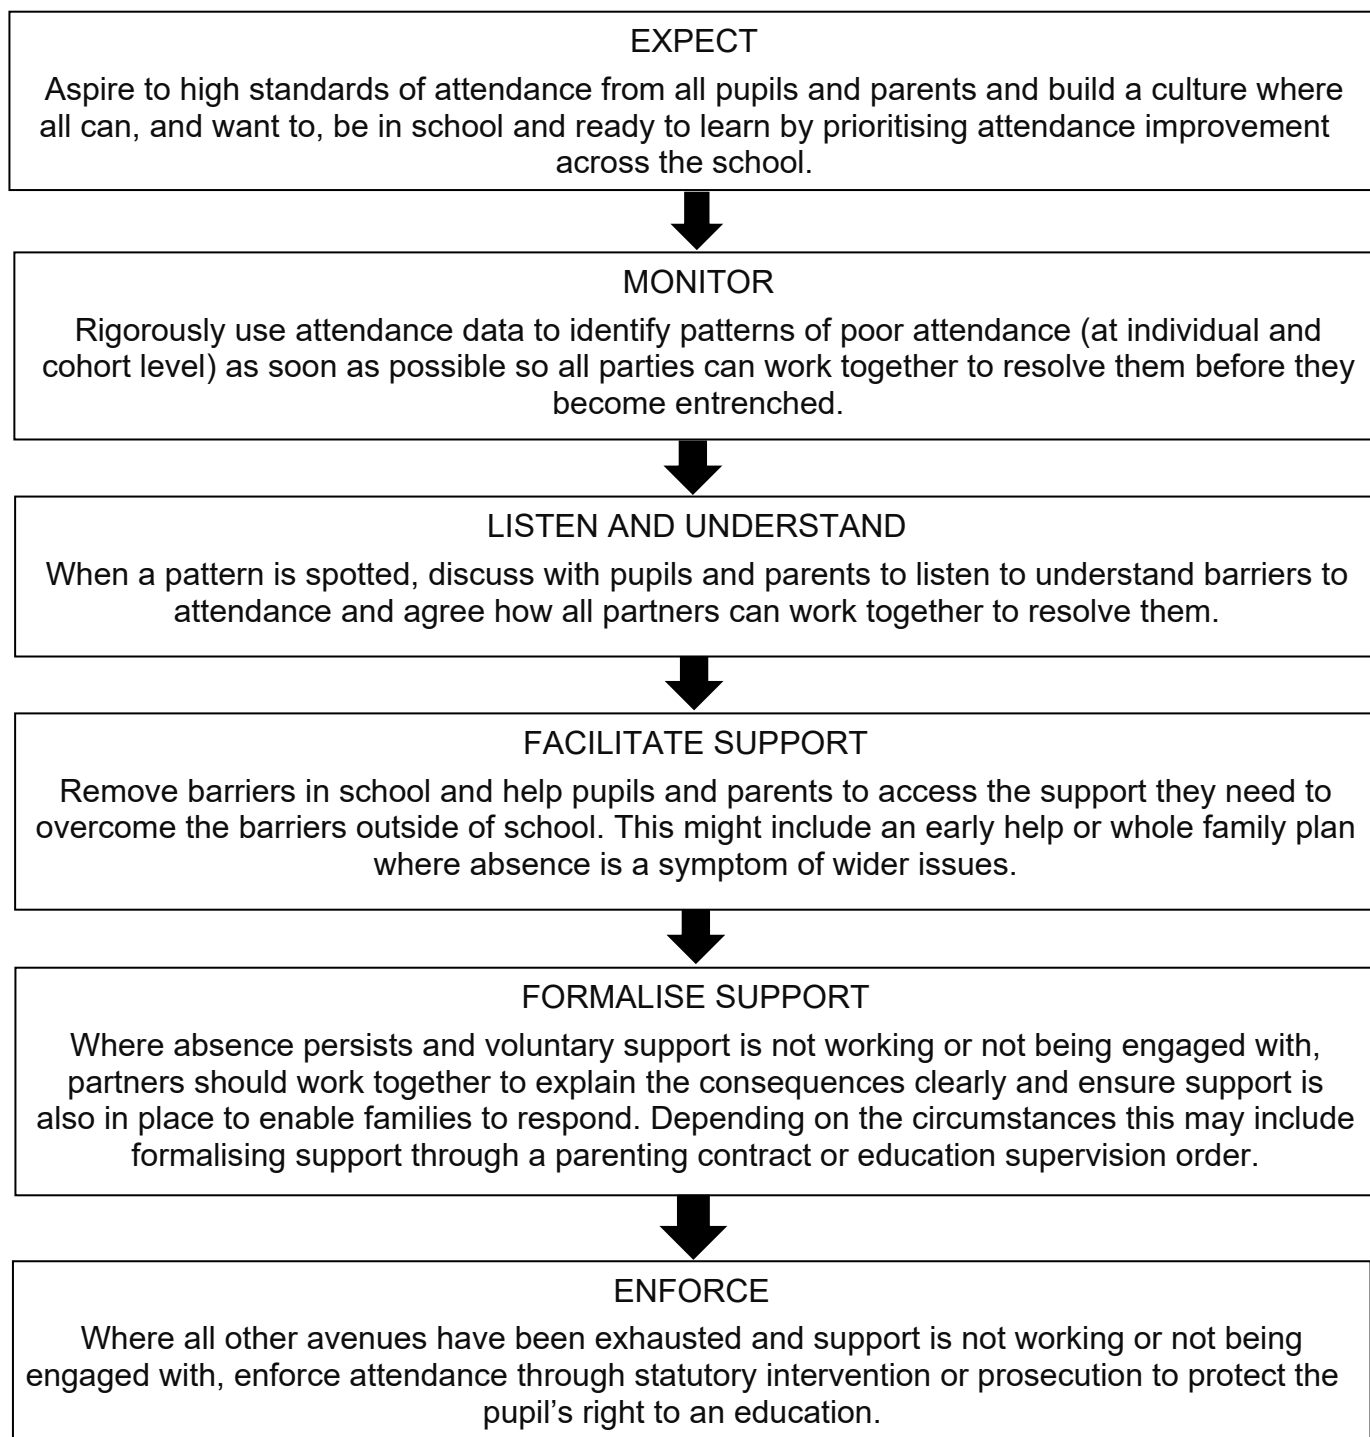 EXPECT
Aspire to high standards of attendance from all pupils and parents and build a culture where
all can, and want to, be in school and ready to learn by prioritising attendance improvement
across the school.
MONITOR
Rigorously use attendance data to identify patterns of poor attendance (at individual and
cohort level) as soon as possible so all parties can work together to resolve them before they
become entrenched.
LISTEN AND UNDERSTAND
When a pattern is spotted, discuss with pupils and parents to listen to understand barriers to
attendance and agree how all partners can work together to resolve them.
FACILITATE SUPPORT
Remove barriers in school and help pupils and parents to access the support they need to
overcome the barriers outside of school. This might include an early help or whole family plan
where absence is a symptom of wider issues.
FORMALISE SUPPORT
Where absence persists and voluntary support is not working or not being engaged with,
partners should work together to explain the consequences clearly and ensure support is
also in place to enable families to respond. Depending on the circumstances this may include
formalising support through a parenting contract or education supervision order.
ENFORCE
Where all other avenues have been exhausted and support is not working or not being
engaged with, enforce attendance through statutory intervention or prosecution to protect the
pupil’s right to an education.